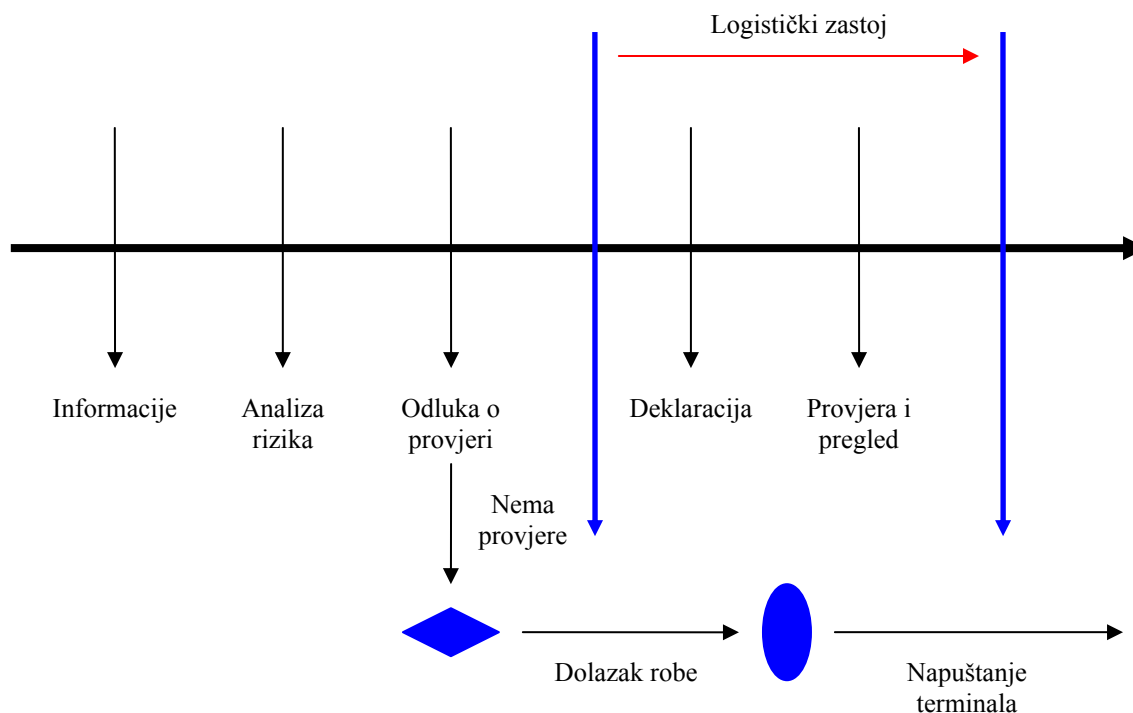 Logistički zastoj
Informacije
Analiza
rizika
Odluka o
provjeri
Deklaracija
Provjera i
pregled
Nema
provjere
Dolazak robe
Napuštanje
terminala